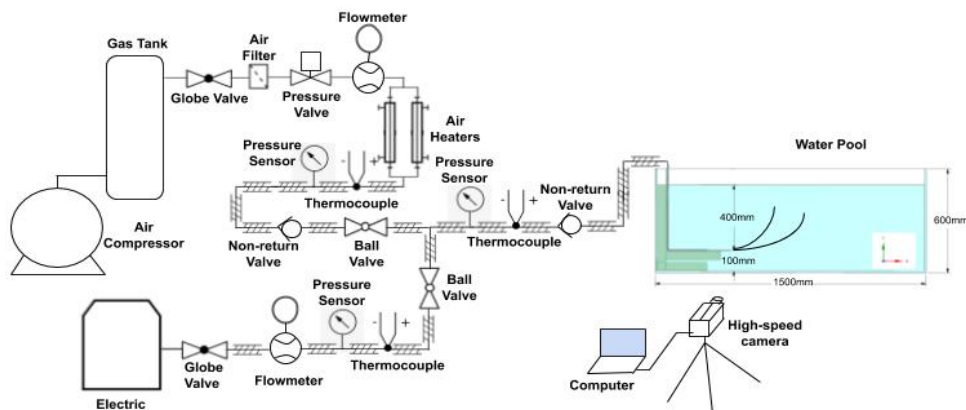 Flowmeter
Gas Tank
Air
Filter
Globe Valve
Pressure
Valve
Air
Heaters
Pressure
Sensor
- +
Thermocouple
Pressure
Sensor
- +
Thermocouple
Non-return
Valve
Water Pool
400mm
100mm
600mm
1500mm
Air
Compressor
Non-return
Valve
Ball
Valve
Ball
Valve
Pressure
Sensor
- +
Thermocouple
Globe
Valve
Flowmeter
Electric
High-speed
camera
Computer